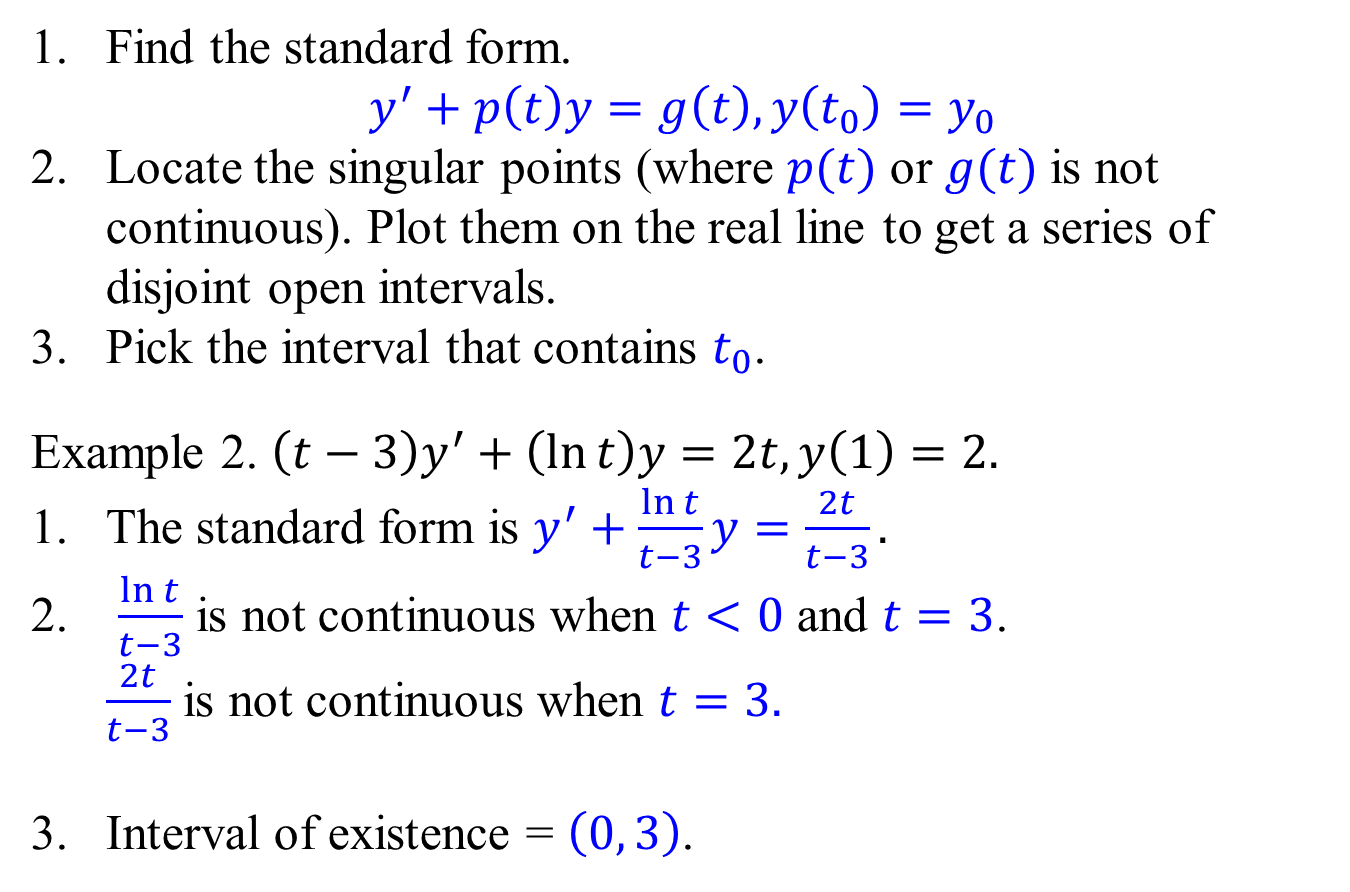 1. Find the standard form.
y′ + p(t)y = g(t), y(t₀) = y₀
2. Locate the singular points (where p(t) or g(t) is not
continuous). Plot them on the real line to get a series of
disjoint open intervals.
3. Pick the interval that contains t₀.
Example 2. (t − 3)y′ + (ln t)y = 2t, y(1) = 2.
1. The standard form is y′ + \frac{ln t}{t−3} y = \frac{2t}{t−3}.
2. \frac{ln t}{t−3} is not continuous when t < 0 and t = 3.
\frac{2t}{t−3} is not continuous when t = 3.
3. Interval of existence = (0, 3).